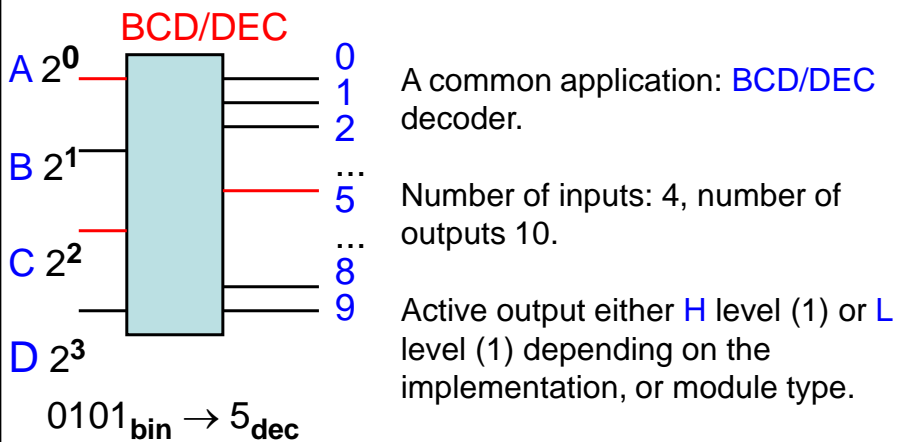 BCD/DEC
A 2⁰
B 2¹
C 2²
D 2³
0
1
2
...
5
...
8
9
0101bin → 5dec
A common application: BCD/DEC
decoder.
Number of inputs: 4, number of
outputs 10.
Active output either H level (1) or L
level (1) depending on the
implementation, or module type.